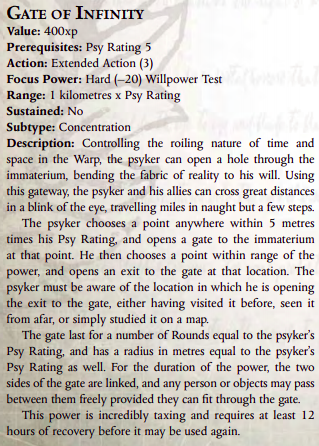 GATE OF INFINITY
Value: 400xp
Prerequisites: Psy Rating 5
Action: Extended Action (3)
Focus Power: Hard (–20) Willpower Test
Range: 1 kilometres x Psy Rating
Sustained: No
Subtype: Concentration
Description: Controlling the roiling nature of time and
space in the Warp, the psyker can open a hole through the
immaterium, bending the fabric of reality to his will. Using
this gateway, the psyker and his allies can cross great distances
in a blink of the eye, travelling miles in naught but a few steps.
The psyker chooses a point anywhere within 5 metres
times his Psy Rating, and opens a gate to the immaterium
at that point. He then chooses a point within range of the
power, and opens an exit to the gate at that location. The
psyker must be aware of the location in which he is opening
the exit to the gate, either having visited it before, seen it
from afar, or simply studied it on a map.
The gate last for a number of Rounds equal to the psyker's
Psy Rating, and has a radius in metres equal to the psyker's
Psy Rating as well. For the duration of the power, the two
sides of the gate are linked, and any person or objects may pass
between them freely provided they can fit through the gate.
This power is incredibly taxing and requires at least 12
hours of recovery before it may be used again.